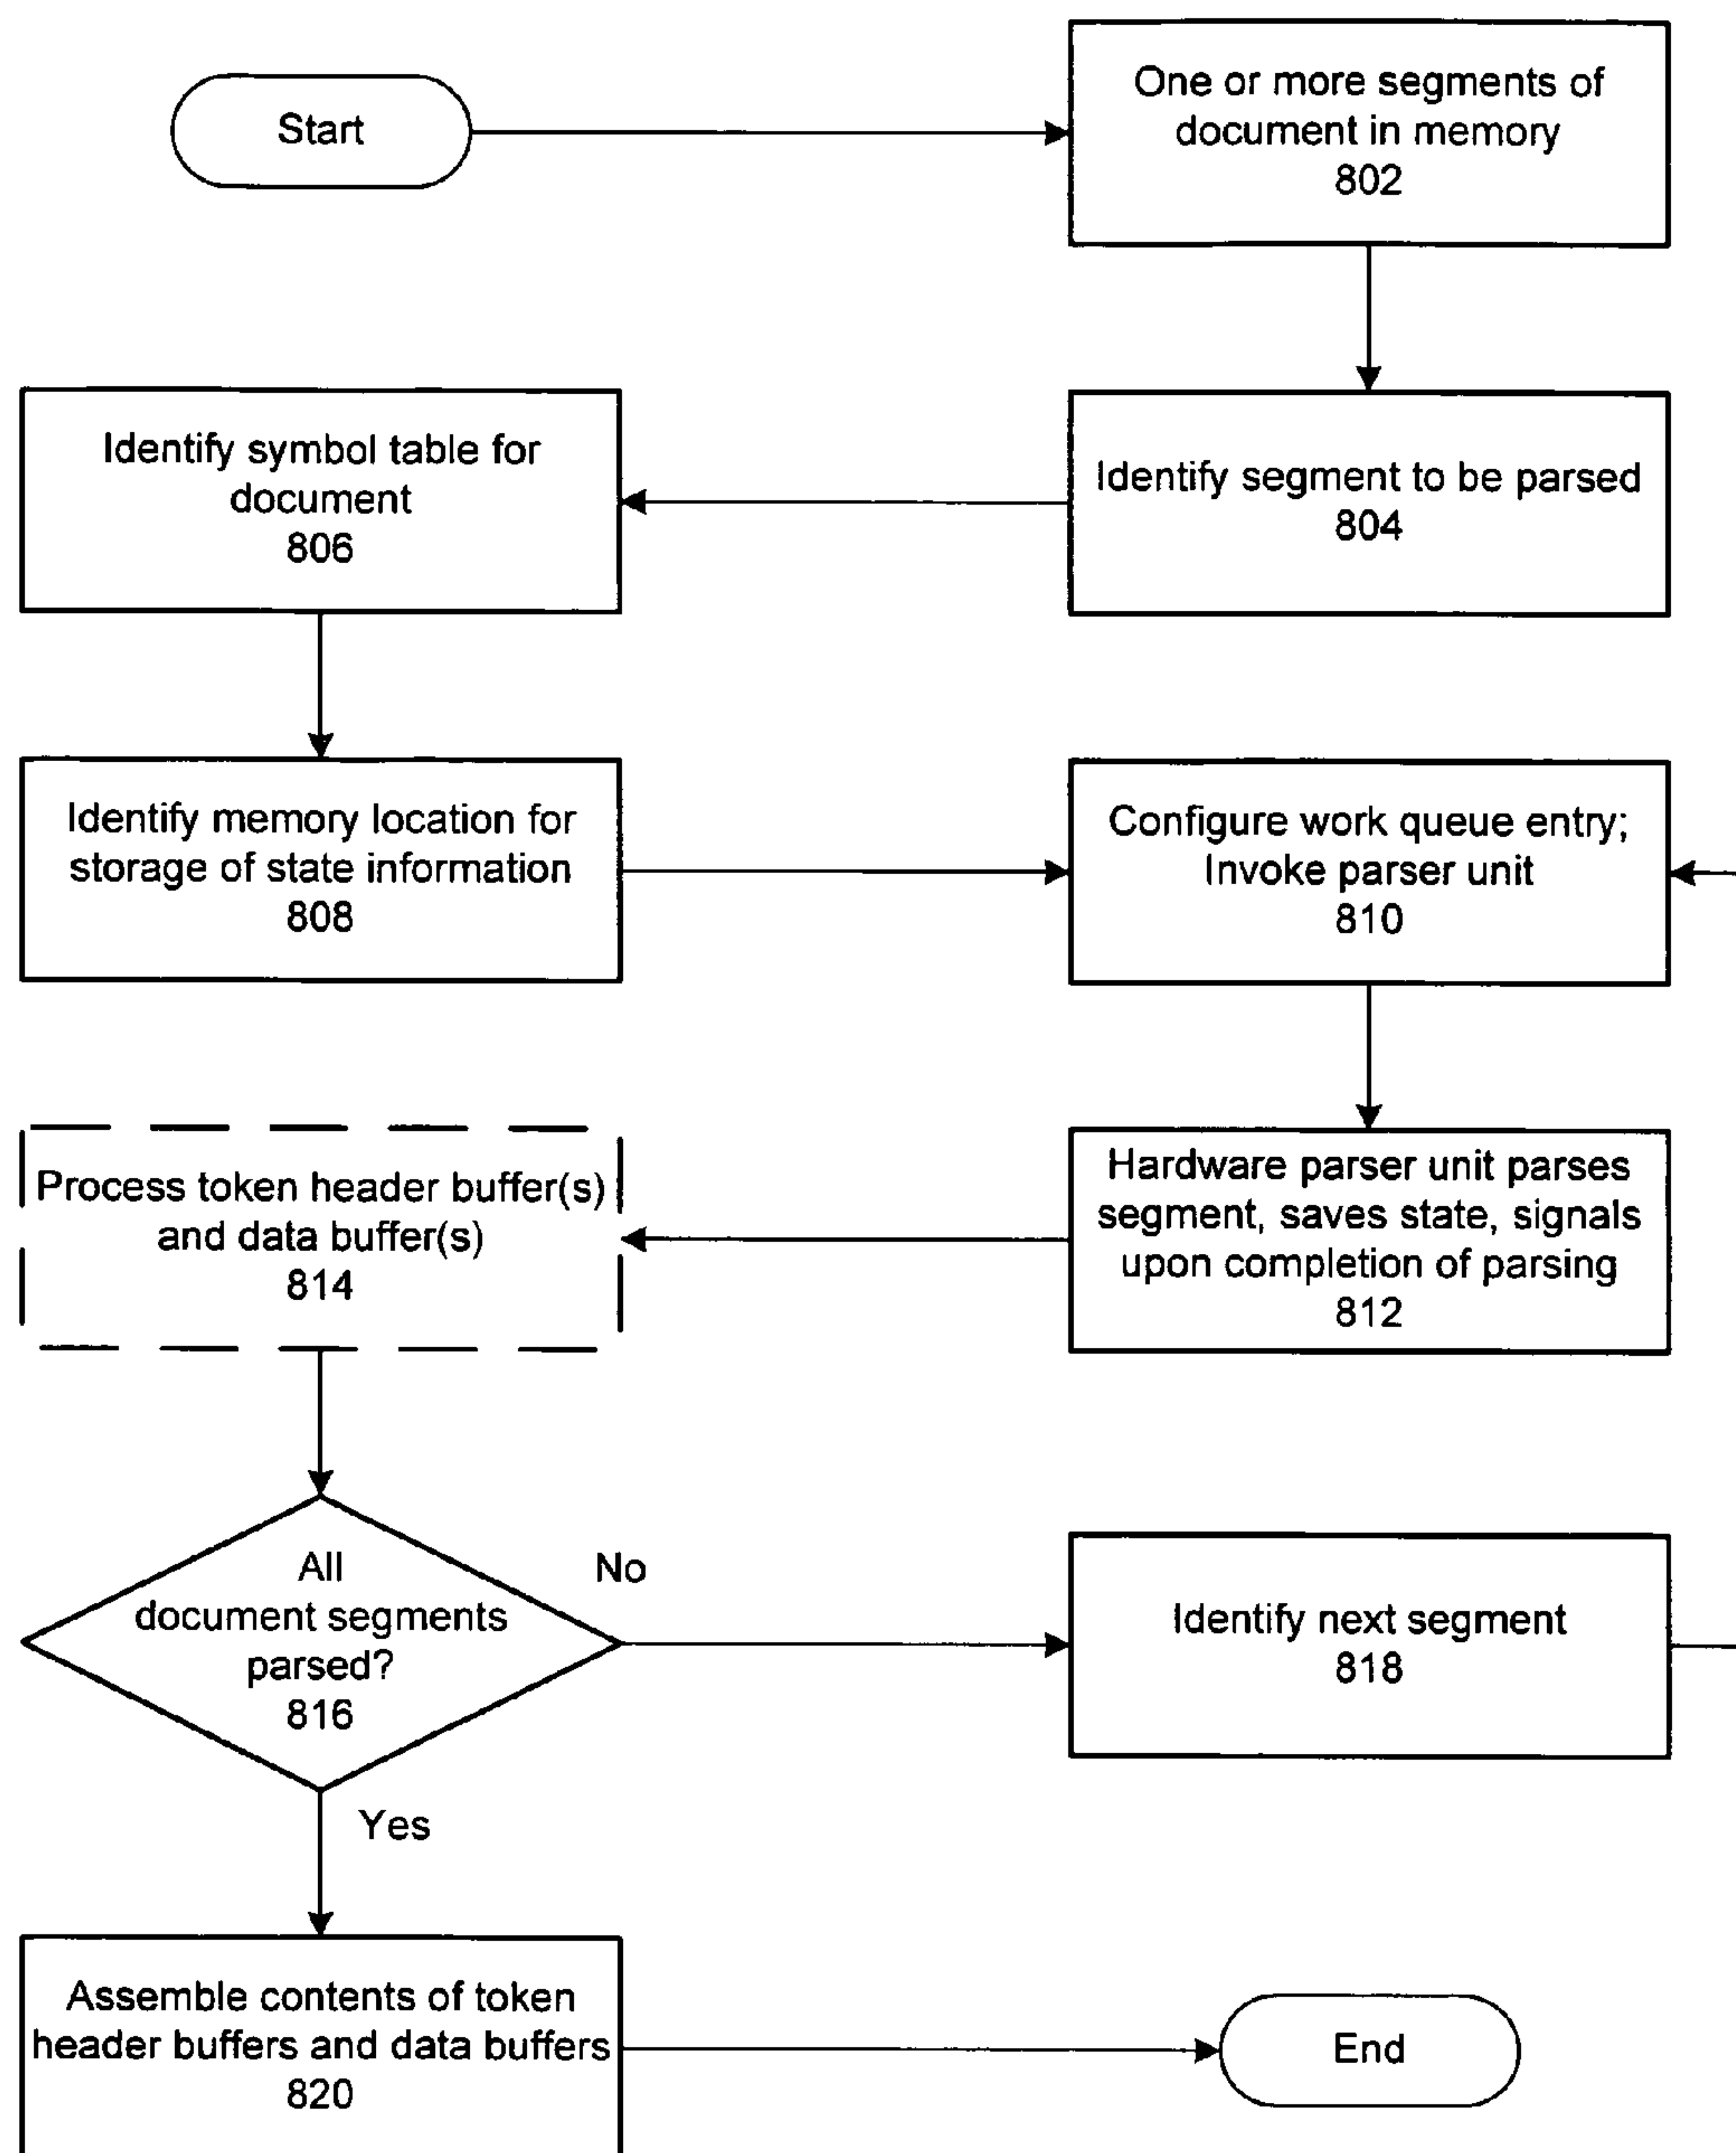 Start
One or more segments of
document in memory
802
Identify symbol table for
document
806
Identify segment to be parsed
804
Identify memory location for
storage of state information
808
Configure work queue entry;
Invoke parser unit
810
Process token header buffer(s)
and data buffer(s)
814
Hardware parser unit parses
segment, saves state, signals
upon completion of parsing
812
All
document segments
parsed?
816
No
Identify next segment
818
Yes
Assemble contents of token
header buffers and data buffers
820
End